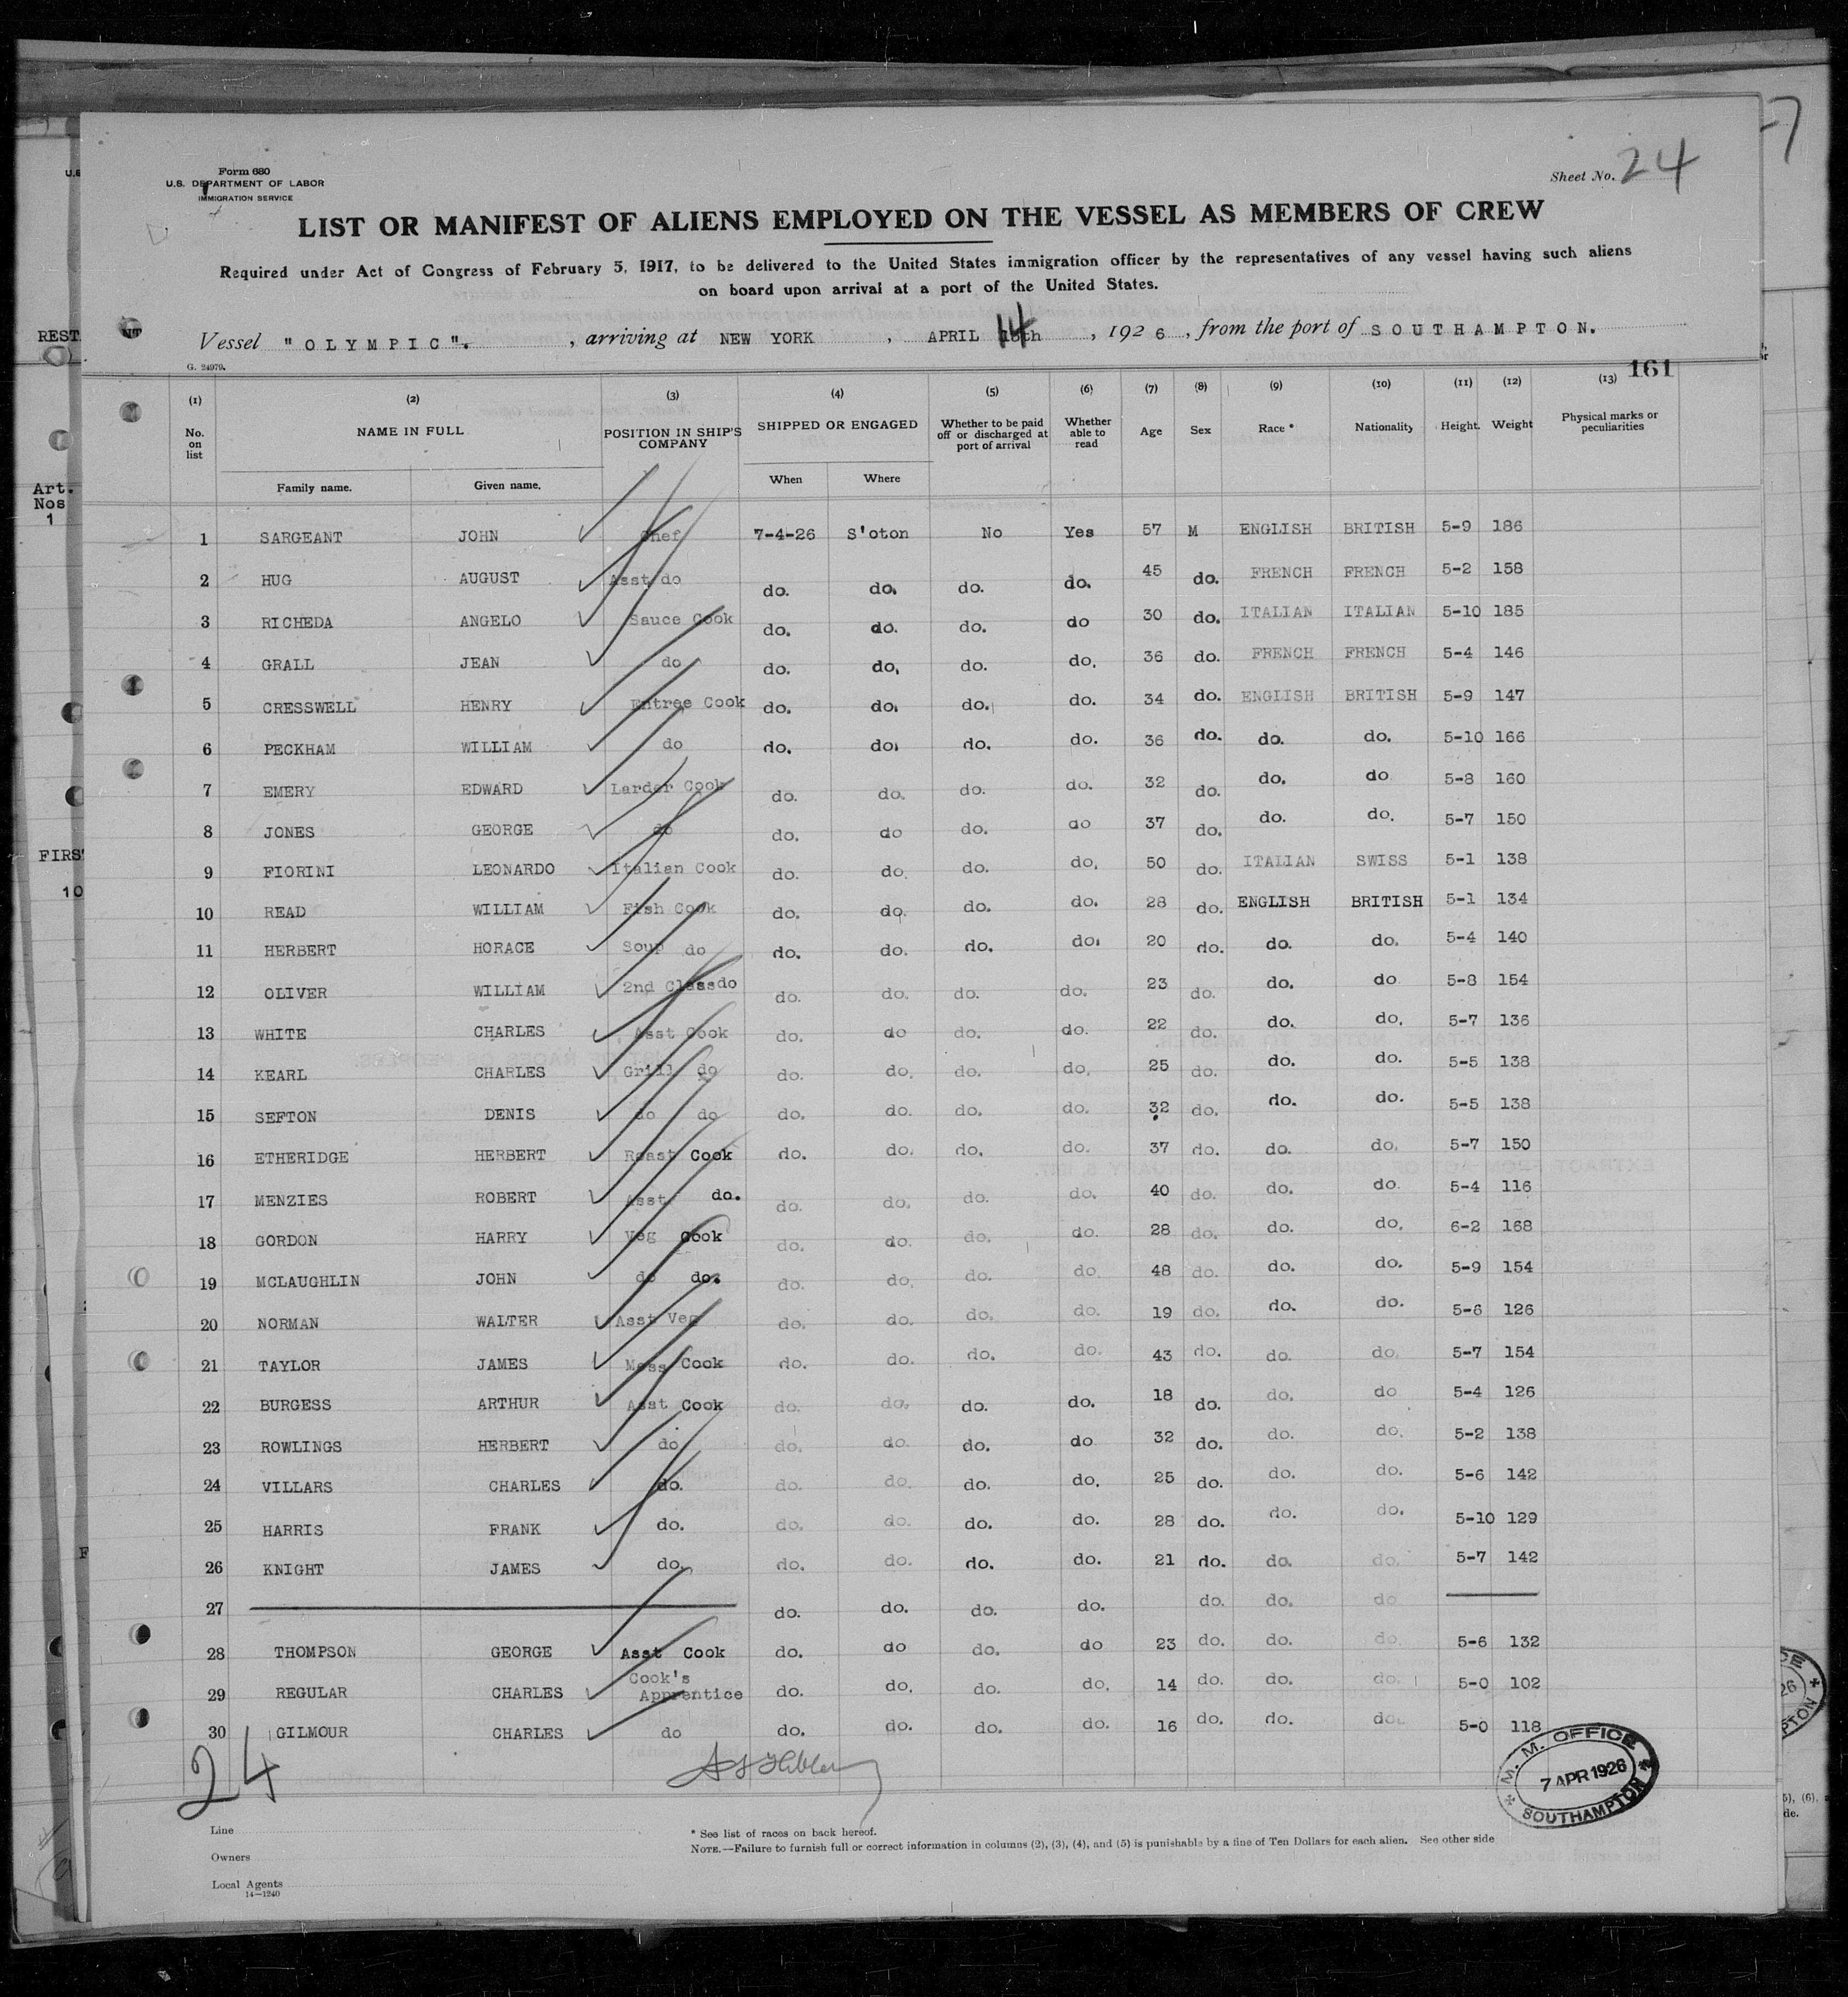 Form 680
U.S. DEPARTMENT OF LABOR
IMMIGRATION SERVICE
Sheet No. 24
LIST OR MANIFEST OF ALIENS EMPLOYED ON THE VESSEL AS MEMBERS OF CREW
Required under Act of Congress of February 5, 1917, to be delivered to the United States immigration officer by the representatives of any vessel having such aliens
on board upon arrival at a port of the United States.
Vessel "OLYMPIC". , arriving at NEW YORK , APRIL 14th , 1926 , from the port of SOUTHAMPTON.
G. 24979.
161
(1) (2) (3) (4) (5) (6) (7) (8) (9) (10) (11) (12) (13)
No. on list NAME IN FULL POSITION IN SHIP'S COMPANY SHIPPED OR ENGAGED Whether to be paid off or discharged at port of arrival Whether able to read Age Sex Race * Nationality Height. Weight Physical marks or peculiarities
Family name. Given name. When Where
1 SARGEANT JOHN Chef 7-4-26 S'oton No Yes 57 M ENGLISH BRITISH 5-9 186
2 HUG AUGUST Asst do do. do. do. do. 45 do. FRENCH FRENCH 5-2 158
3 RICHEDA ANGELO Sauce Cook do. do. do. do 30 do. ITALIAN ITALIAN 5-10 185
4 GRALL JEAN do do. do. do. do. 36 do. FRENCH FRENCH 5-4 146
5 CRESSWELL HENRY Entree Cook do. do. do. do. 34 do. ENGLISH BRITISH 5-9 147
6 PECKHAM WILLIAM do do. do. do. do. 36 do. do. do. 5-10 166
7 EMERY EDWARD Larder Cook do. do. do. do. 32 do. do. do 5-8 160
8 JONES GEORGE do do. do do. do 37 do. do. do. 5-7 150
9 FIORINI LEONARDO Italian Cook do. do. do. do. 50 do. ITALIAN SWISS 5-1 138
10 READ WILLIAM Fish Cook do. do. do. do. 28 do. ENGLISH BRITISH 5-1 134
11 HERBERT HORACE Soup do do. do. do. do. 20 do. do. do. 5-4 140
12 OLIVER WILLIAM 2nd Class do do. do. do. do. 23 do. do. do 5-8 154
13 WHITE CHARLES Asst Cook do. do do. do. 22 do. do. do. 5-7 136
14 KEARL CHARLES Grill do do. do. do. do. 25 do. do. do. 5-5 138
15 SEFTON DENIS do do do. do. do. do. 32 do. do. do. 5-5 138
16 ETHERIDGE HERBERT Roast Cook do. do. do. do. 37 do. do. do. 5-7 150
17 MENZIES ROBERT Asst do. do. do. do. do. 40 do. do. do 5-4 116
18 GORDON HARRY Veg Cook do. do. do. do. 28 do. do. do. 6-2 168
19 MCLAUGHLIN JOHN do do. do. do. do. do. 48 do. do. do. 5-9 154
20 NORMAN WALTER Asst Veg do. do. do. do. 19 do. do. do. 5-6 126
21 TAYLOR JAMES Mess Cook do. do. do. do. 43 do. do. do. 5-7 154
22 BURGESS ARTHUR Asst Cook do. do. do. do. 18 do. do. do 5-4 126
23 ROWLINGS HERBERT do do. do. do. do 32 do. do. do. 5-2 138
24 VILLARS CHARLES do. do. do. do. do. 25 do. do. do. 5-6 142
25 HARRIS FRANK do. do. do. do. do. 28 do. do. do. 5-10 129
26 KNIGHT JAMES do. do. do. do. do. 21 do. do. do. 5-7 142
27 do. do. do. do. do. do. do
28 THOMPSON GEORGE Asst Cook do. do do. do 23 do. do. do. 5-6 132
29 REGULAR CHARLES Cook's Apprentice do. do. do. do. 14 do. do. do. 5-0 102
30 GILMOUR CHARLES do do. do. do. do. 16 do. do. do. 5-0 118
24
M. M. OFFICE
7 APR 1926
SOUTHAMPTON
Line
* See list of races on back hereof.
NOTE.—Failure to furnish full or correct information in columns (2), (3), (4), and (5) is punishable by a fine of Ten Dollars for each alien. See other side
Owners
Local Agents
14—1240
REST
Art.
Nos
1
FIRS
10